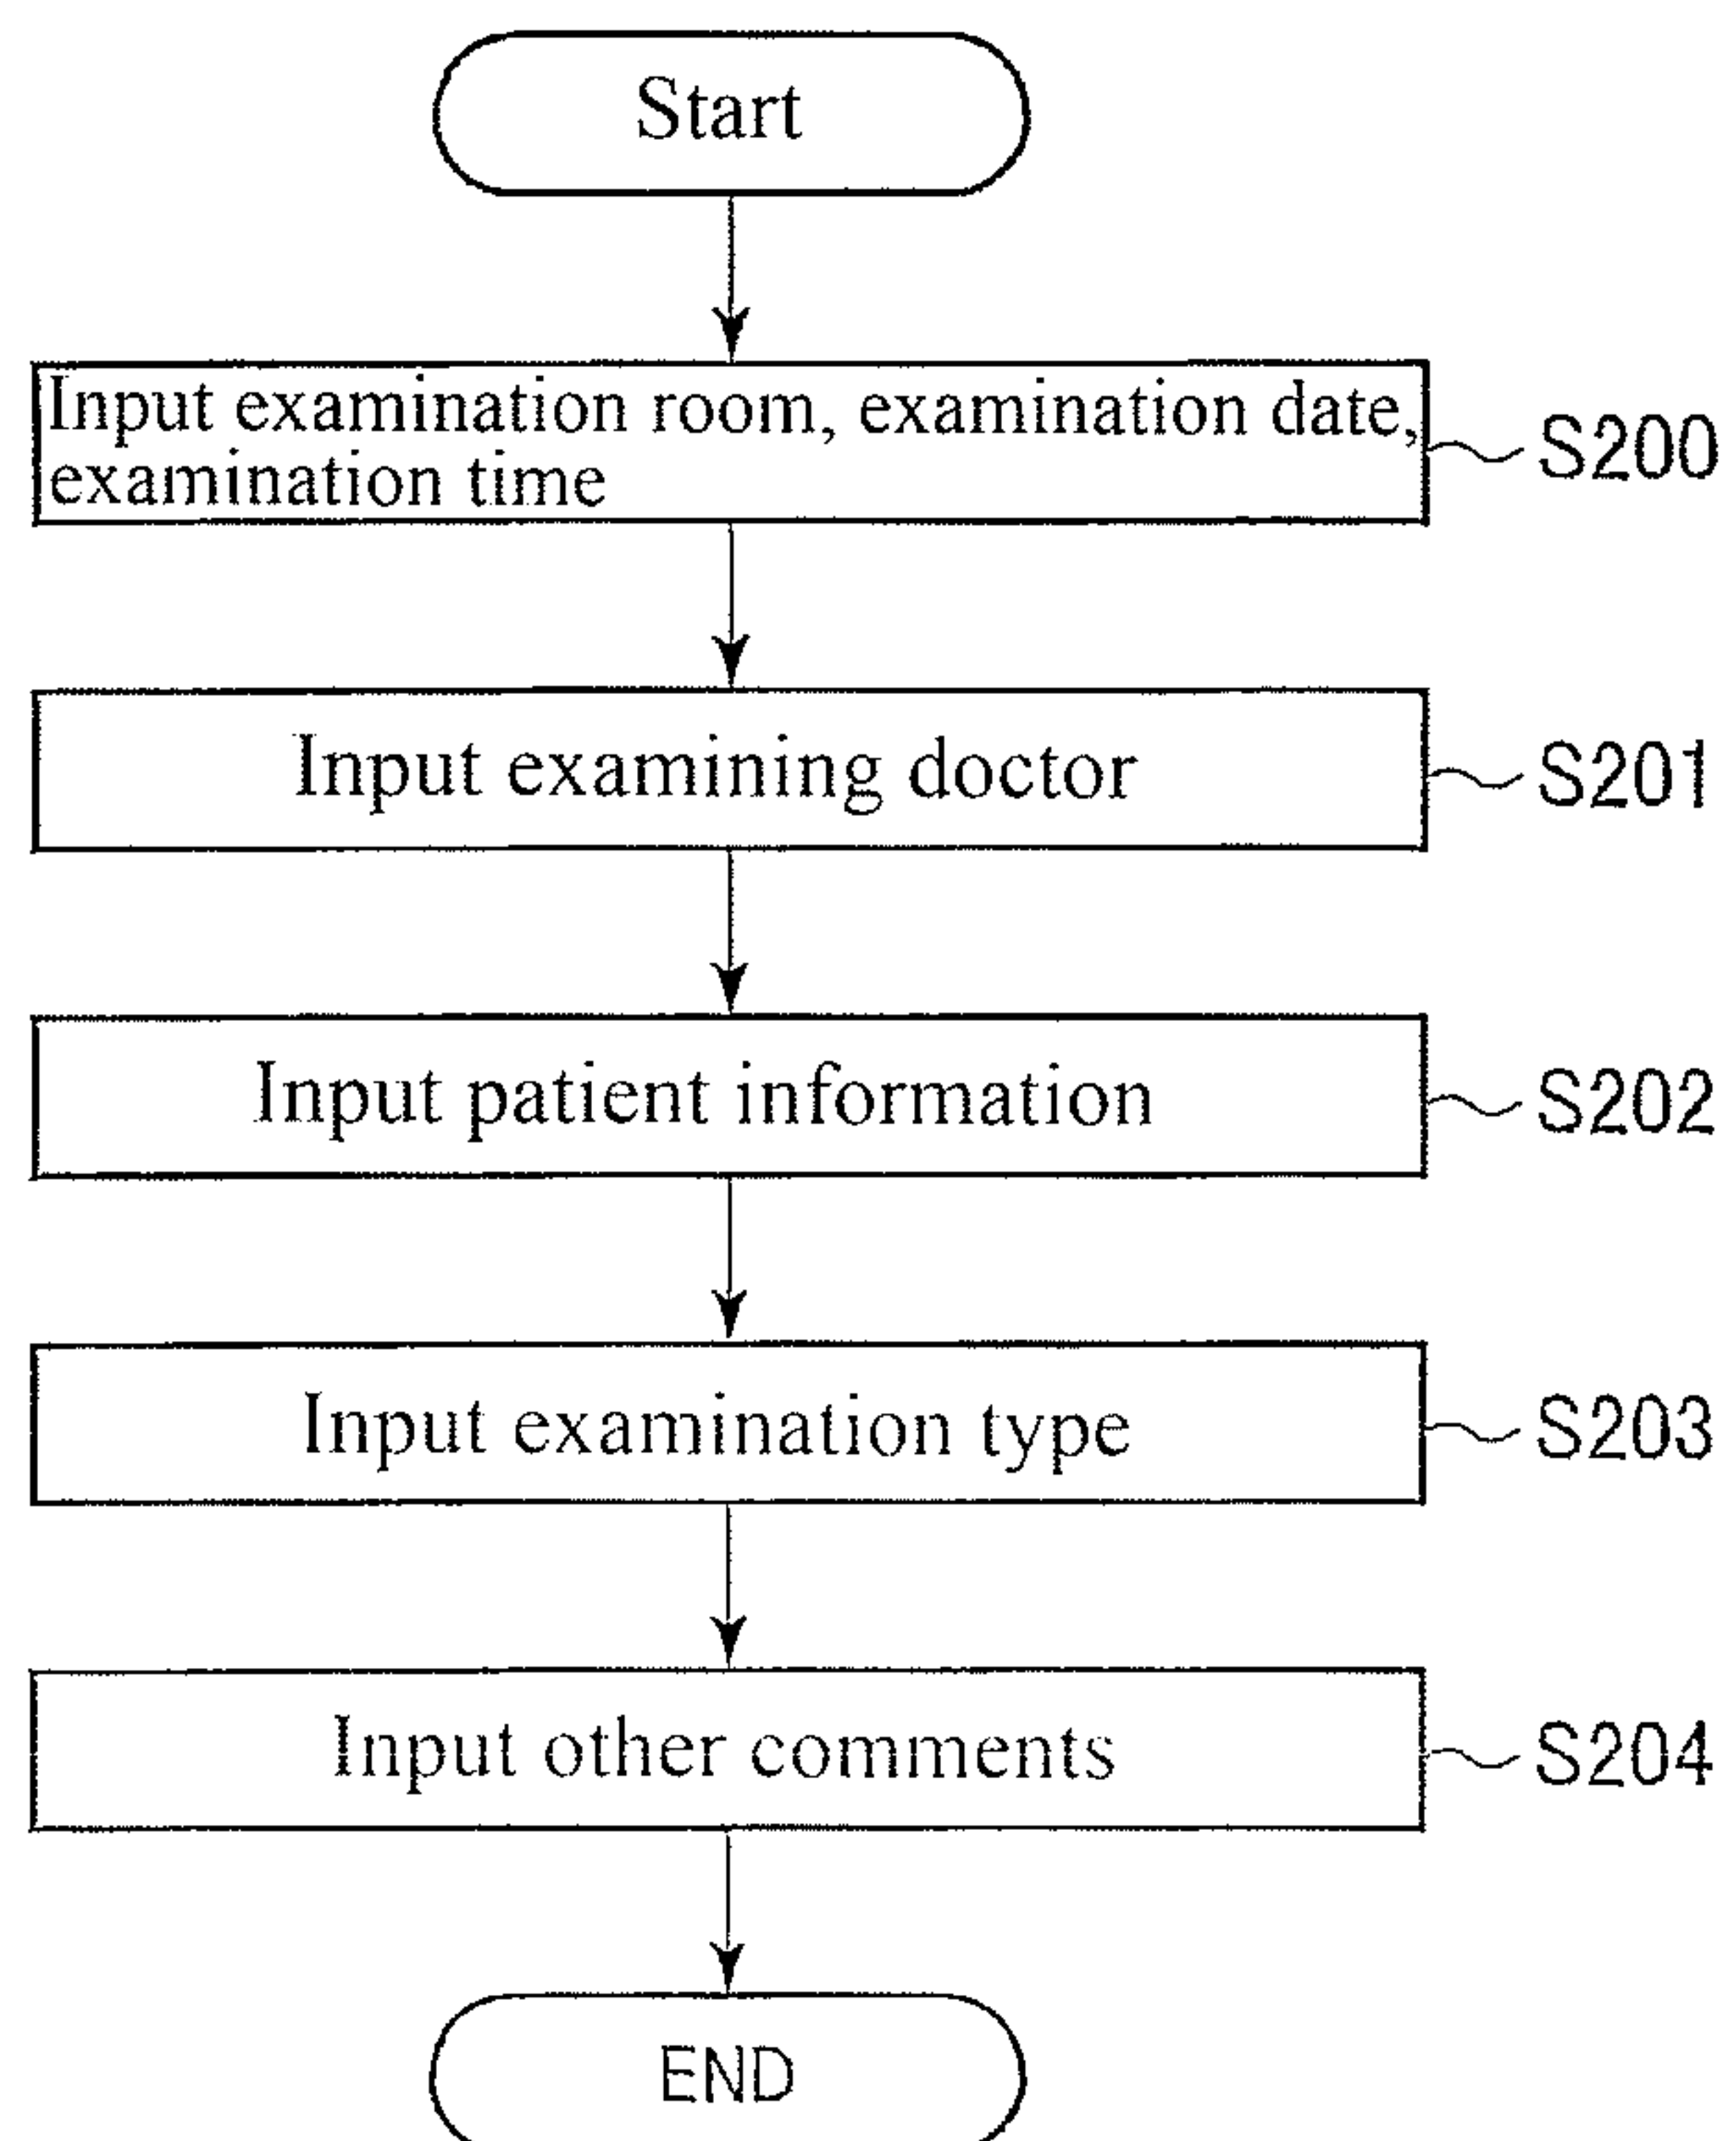 Start
Input examination room, examination date,
examination time
S200
Input examining doctor
S201
Input patient information
S202
Input examination type
S203
Input other comments
S204
END